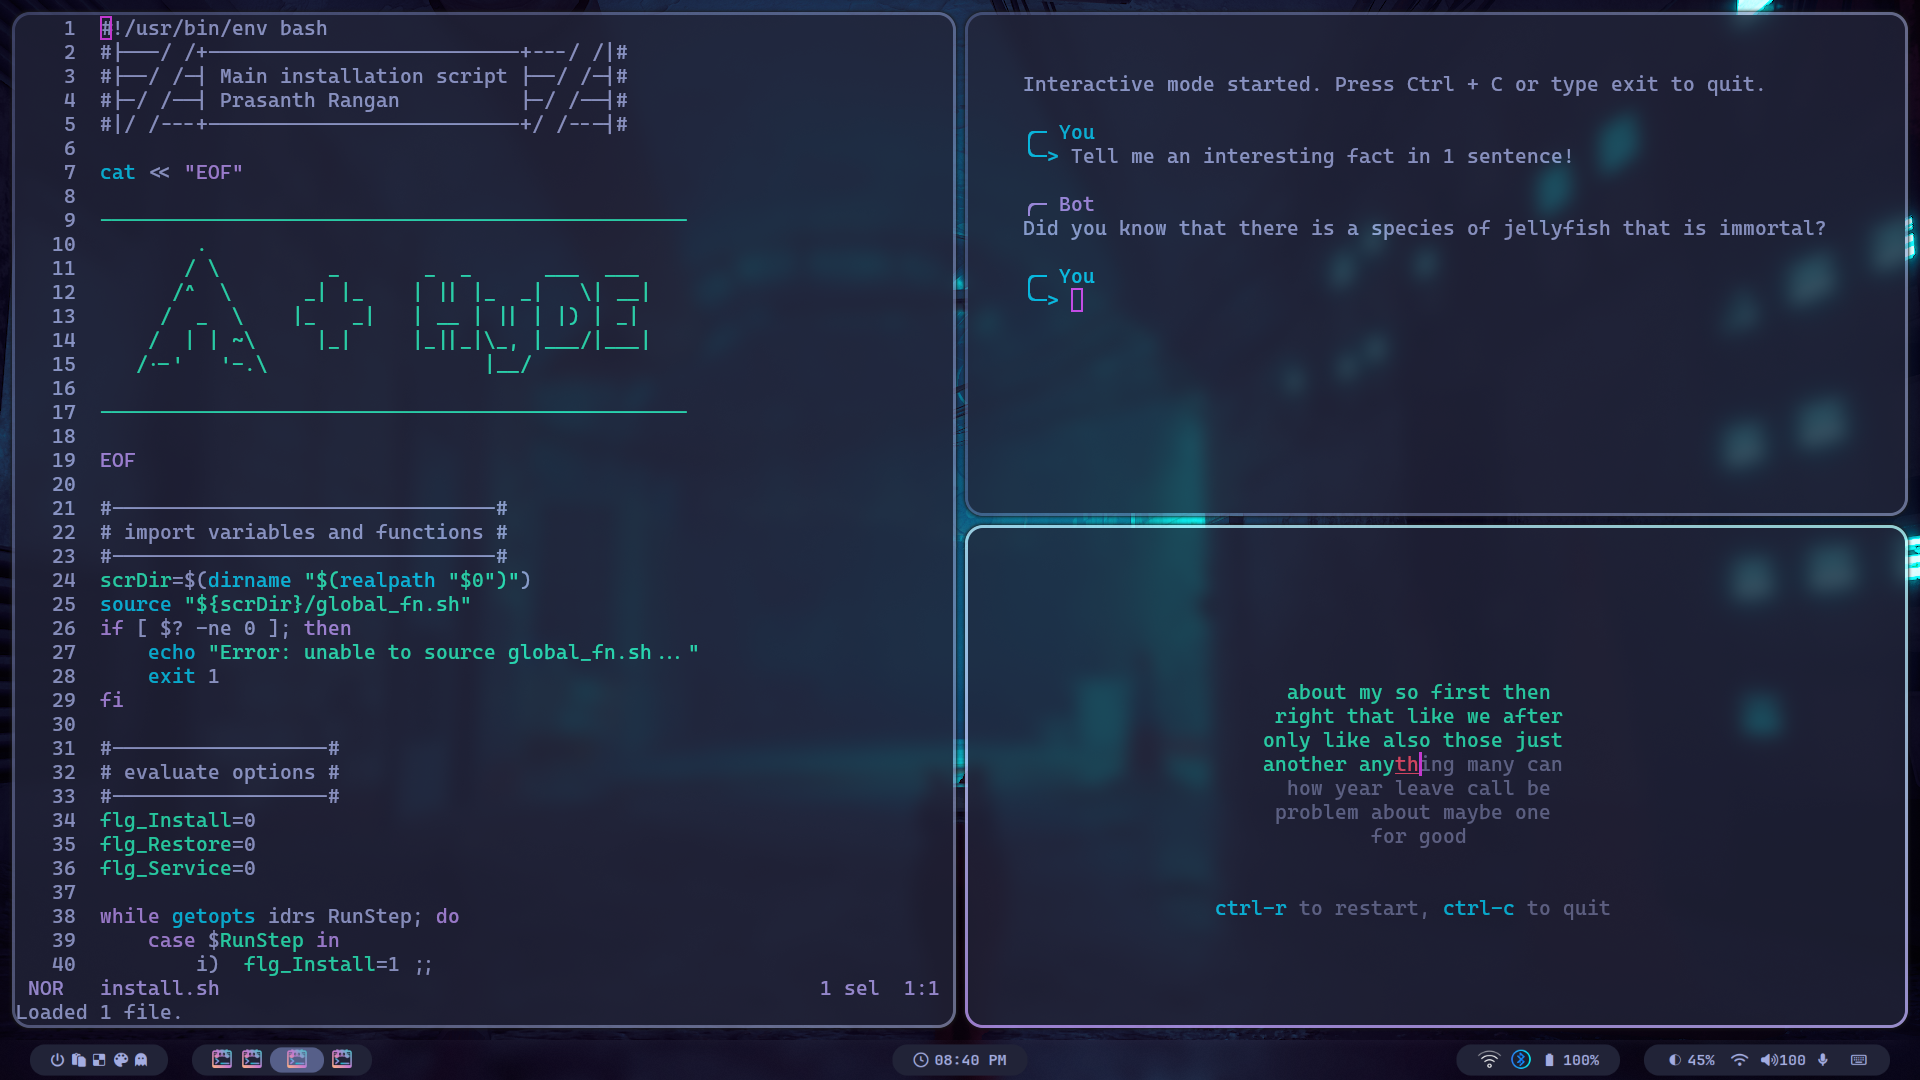 1 #!/usr/bin/env bash
2 #|---/ /+--------------------------+---/ /|#
3 #|--/ /-| Main installation script |--/ /-|#
4 #|-/ /--| Prasanth Rangan          |-/ /--|#
5 #|/ /---+--------------------------+/ /---|#
6
7 cat << "EOF"
8
9 -------------------------------------------------
10         .
11        / \         _       _  _      ___  ___
12       /^  \      _| |_    | || |_  _|   \| __|
13      /  _  \    |_   _|   | __ | || | |) | _|
14     /  | | ~\     |_|     |_||_|\_, |___/|___|
15    /.-'   '-.\                  |__/
16
17 -------------------------------------------------
18
19 EOF
20
21 #--------------------------------#
22 # import variables and functions #
23 #--------------------------------#
24 scrDir=$(dirname "$(realpath "$0")")
25 source "${scrDir}/global_fn.sh"
26 if [ $? -ne 0 ]; then
27     echo "Error: unable to source global_fn.sh..."
28     exit 1
29 fi
30
31 #------------------#
32 # evaluate options #
33 #------------------#
34 flg_Install=0
35 flg_Restore=0
36 flg_Service=0
37
38 while getopts idrs RunStep; do
39     case $RunStep in
40         i)  flg_Install=1 ;;
NOR   install.sh   1 sel  1:1
Loaded 1 file.
Interactive mode started. Press Ctrl + C or type exit to quit.
You
> Tell me an interesting fact in 1 sentence!
Bot
Did you know that there is a species of jellyfish that is immortal?
You
>
about my so first then
right that like we after
only like also those just
another anything many can
how year leave call be
problem about maybe one
for good
ctrl-r to restart, ctrl-c to quit
08:40 PM
100%
45%
100